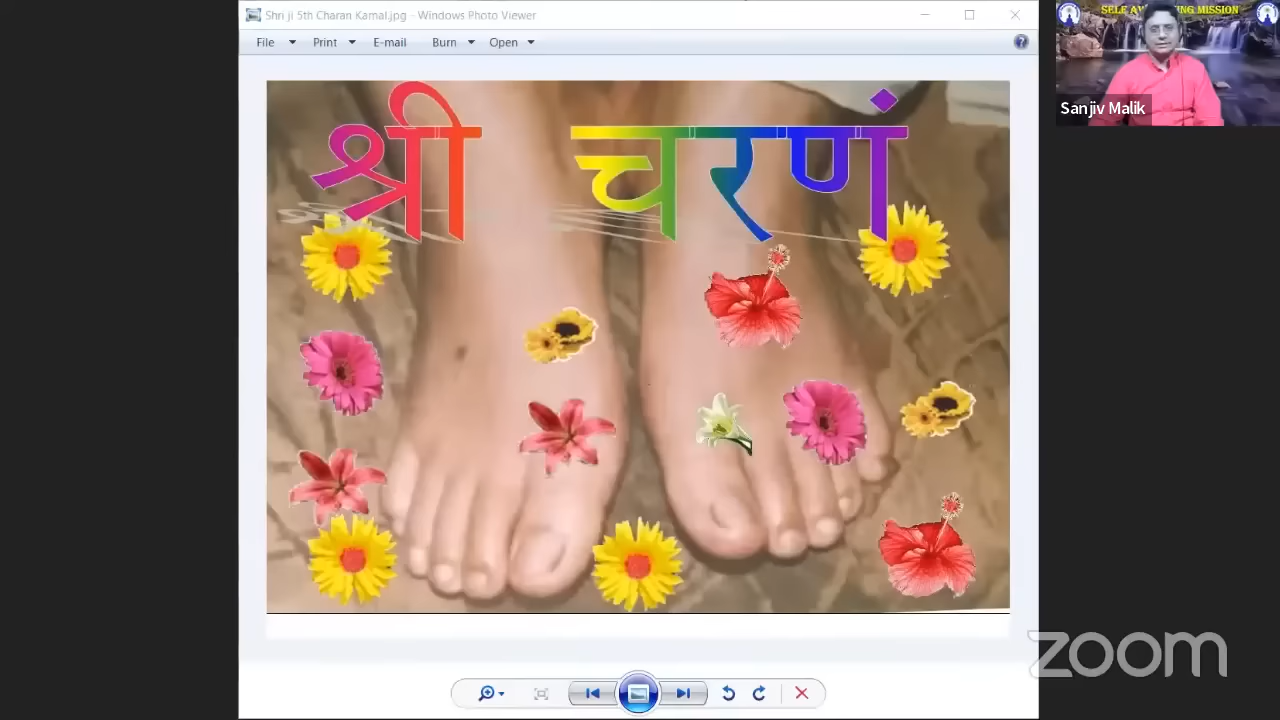 Shri ji 5th Charan Kamal.jpg - Windows Photo Viewer
File Print E-mail Burn Open
श्री चरणं
MISSION
Sanjiv Malik
zoom